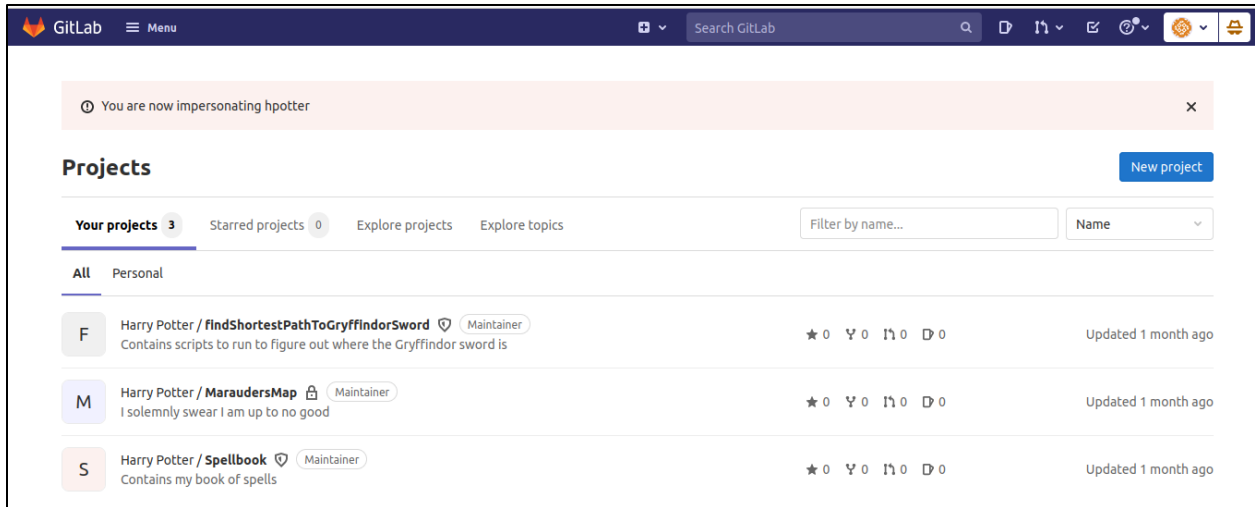 GitLab Menu Search GitLab
You are now impersonating hpotter
Projects New project
Your projects 3 Starred projects 0 Explore projects Explore topics Filter by name... Name
All Personal
F Harry Potter / findShortestPathToGryffindorSword Maintainer
Contains scripts to run to figure out where the Gryffindor sword is
0 0 0 0 Updated 1 month ago
M Harry Potter / MaraudersMap Maintainer
I solemnly swear I am up to no good
0 0 0 0 Updated 1 month ago
S Harry Potter / Spellbook Maintainer
Contains my book of spells
0 0 0 0 Updated 1 month ago